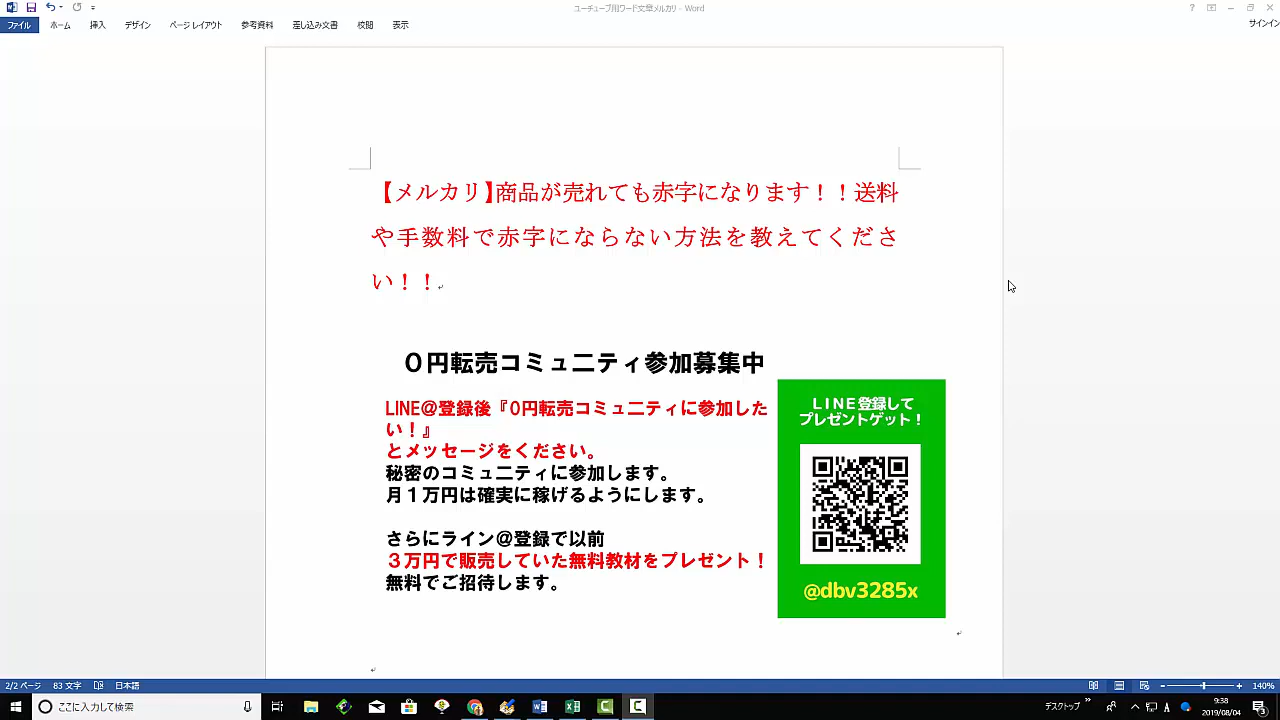 ユーチューブ用ワード文章メルカリ - Word
サインイン
ファイル ホーム 挿入 デザイン ページ レイアウト 参考資料 差し込み文書 校閲 表示
【メルカリ】商品が売れても赤字になります！！送料
や手数料で赤字にならない方法を教えてくださ
い！！
０円転売コミュニティ参加募集中
LINE@登録後『0円転売コミュニティに参加した
い！』
とメッセージをください。
秘密のコミュニティに参加します。
月１万円は確実に稼げるようにします。
さらにライン@登録で以前
３万円で販売していた無料教材をプレゼント！
無料でご招待します。
ＬＩＮＥ登録して
プレゼントゲット！
@dbv3285x
2/2 ページ 83 文字 日本語
140%
ここに入力して検索
デスクトップ
A
9:38
2019/08/04